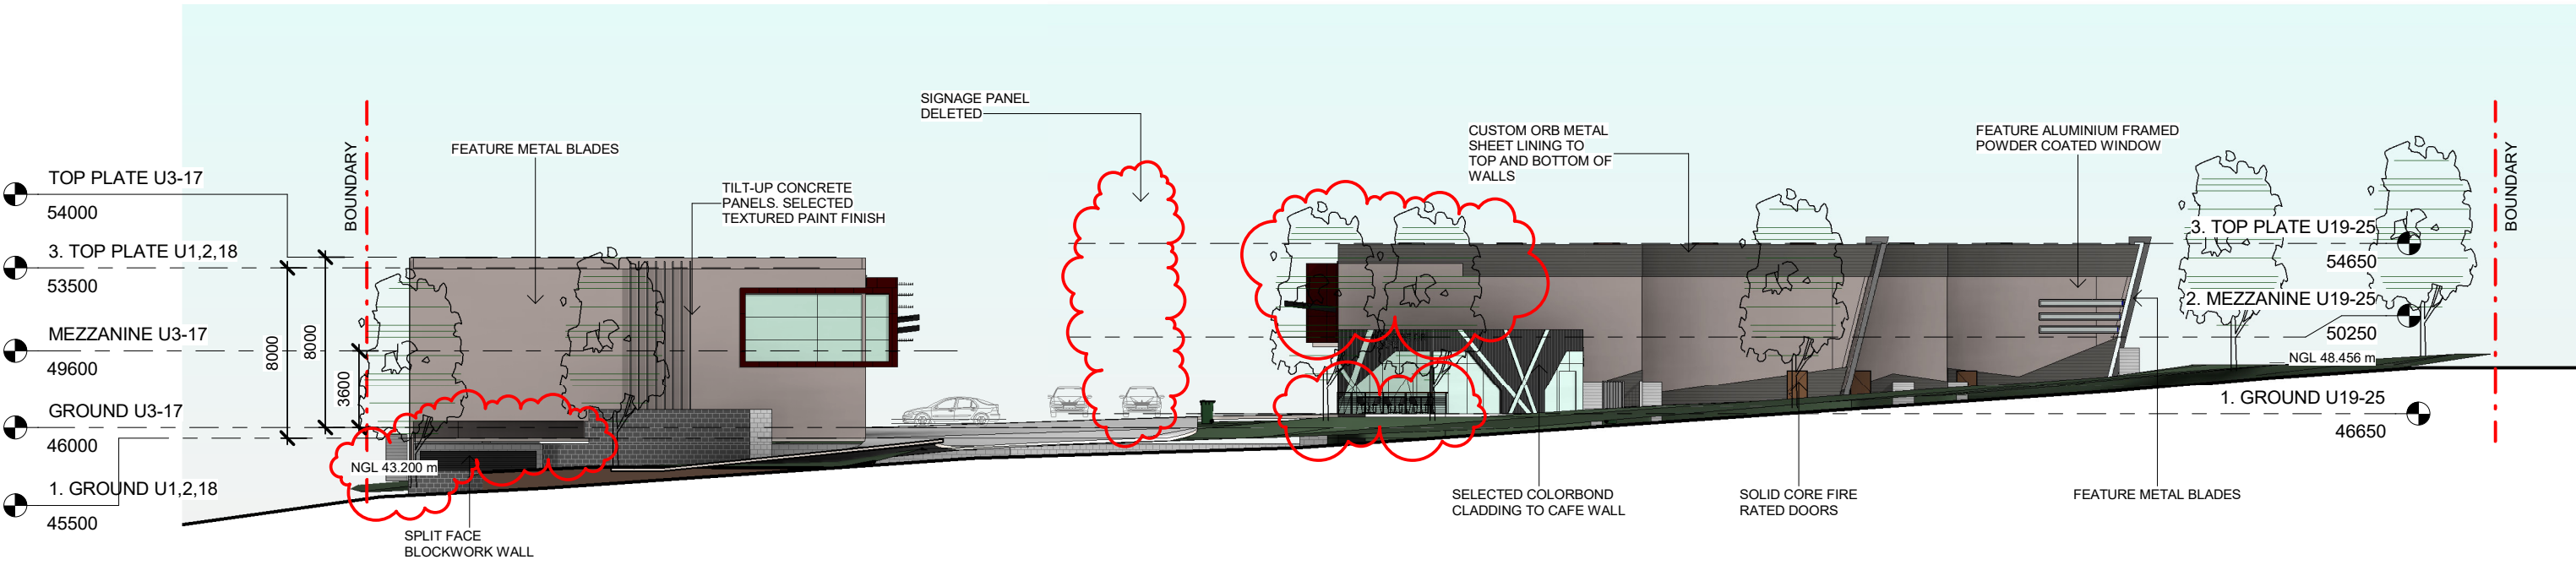 SIGNAGE PANEL
DELETED
CUSTOM ORB METAL
SHEET LINING TO
TOP AND BOTTOM OF
WALLS
FEATURE ALUMINIUM FRAMED
POWDER COATED WINDOW
FEATURE METAL BLADES
BOUNDARY
BOUNDARY
TILT-UP CONCRETE
PANELS. SELECTED
TEXTURED PAINT FINISH
TOP PLATE U3-17
54000
3. TOP PLATE U1,2,18
53500
MEZZANINE U3-17
49600
GROUND U3-17
46000
1. GROUND U1,2,18
45500
8000
8000
3600
NGL 43.200 m
SPLIT FACE
BLOCKWORK WALL
3. TOP PLATE U19-25
54650
2. MEZZANINE U19-25
50250
NGL 48.456 m
1. GROUND U19-25
46650
SELECTED COLORBOND
CLADDING TO CAFE WALL
SOLID CORE FIRE
RATED DOORS
FEATURE METAL BLADES